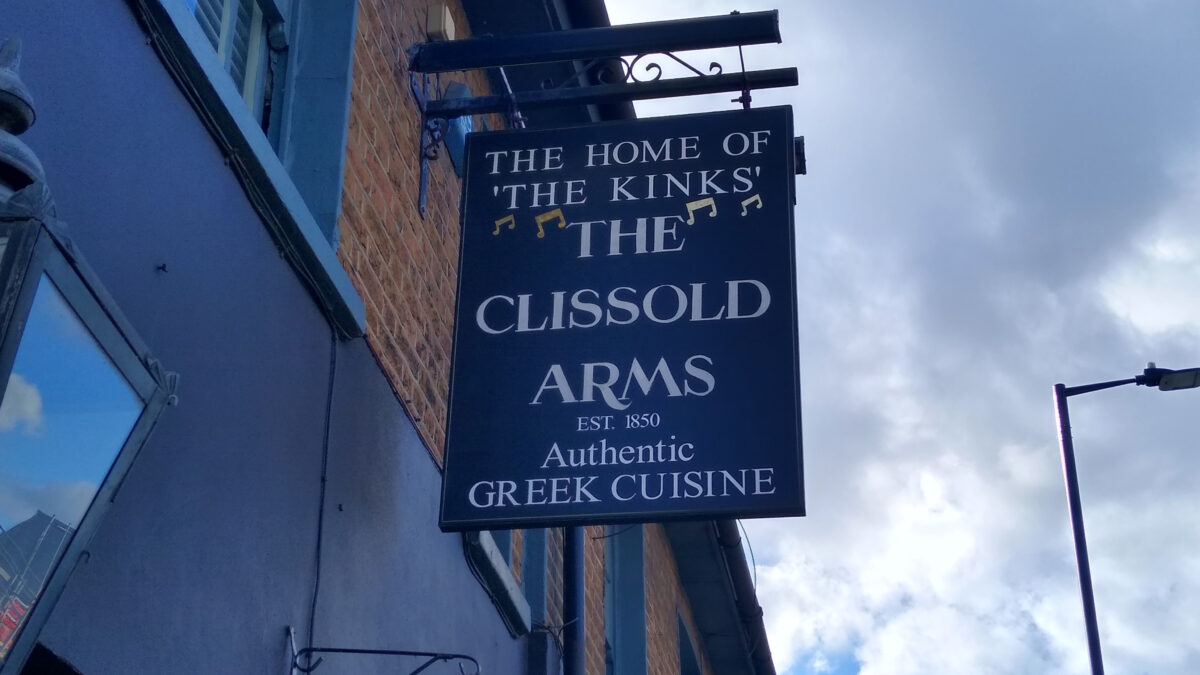 THE HOME OF
'THE KINKS'
THE
CLISSOLD
ARMS
EST. 1850
Authentic
GREEK CUISINE